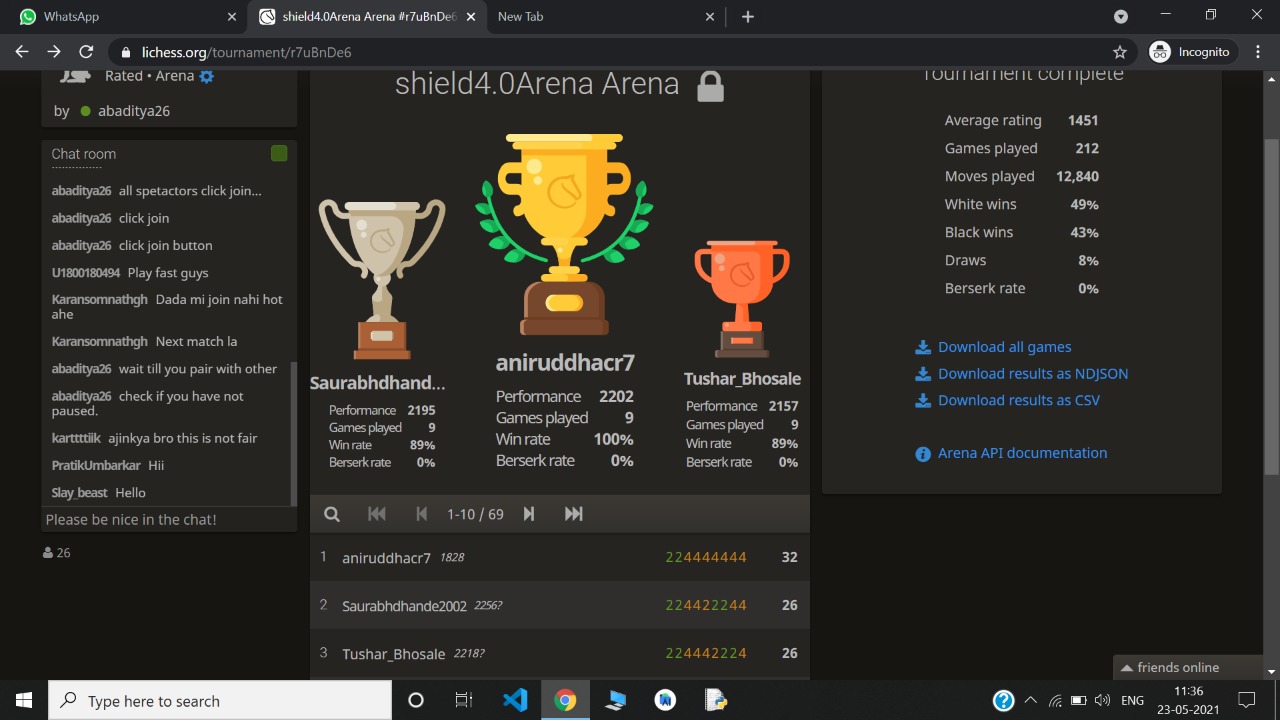 WhatsApp
shield4.0Arena Arena #r7uBnDe6
New Tab
lichess.org/tournament/r7uBnDe6
Incognito
Rated • Arena
by abaditya26
Chat room
abaditya26 all spetactors click join...
abaditya26 click join
abaditya26 click join button
U1800180494 Play fast guys
Karansomnathgh Dada mi join nahi hot
ahe
Karansomnathgh Next match la
abaditya26 wait till you pair with other
abaditya26 check if you have not
paused.
karttttiik ajinkya bro this is not fair
PratikUmbarkar Hii
Slay_beast Hello
Please be nice in the chat!
26
shield4.0Arena Arena
aniruddhacr7
Performance 2202
Games played 9
Win rate 100%
Berserk rate 0%
Saurabhdhand...
Performance 2195
Games played 9
Win rate 89%
Berserk rate 0%
Tushar_Bhosale
Performance 2157
Games played 9
Win rate 89%
Berserk rate 0%
1-10 / 69
1 aniruddhacr7 1828 224444444 32
2 Saurabhdhande2002 2256? 224422244 26
3 Tushar_Bhosale 2218? 224442224 26
Tournament complete
Average rating 1451
Games played 212
Moves played 12,840
White wins 49%
Black wins 43%
Draws 8%
Berserk rate 0%
Download all games
Download results as NDJSON
Download results as CSV
Arena API documentation
friends online
Type here to search
ENG
11:36
23-05-2021